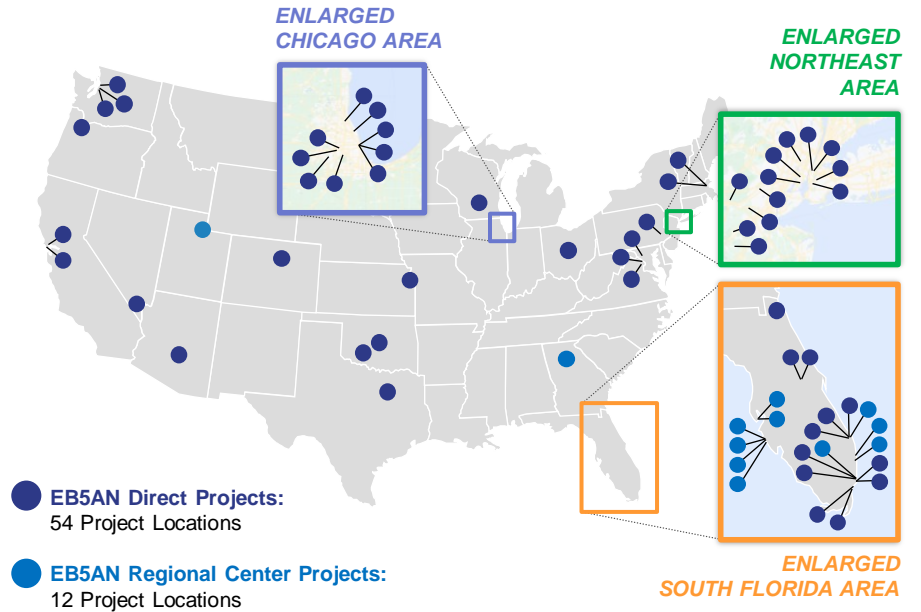 ENLARGED
CHICAGO AREA
ENLARGED
NORTHEAST
AREA
EB5AN Direct Projects:
54 Project Locations
EB5AN Regional Center Projects:
12 Project Locations
ENLARGED
SOUTH FLORIDA AREA